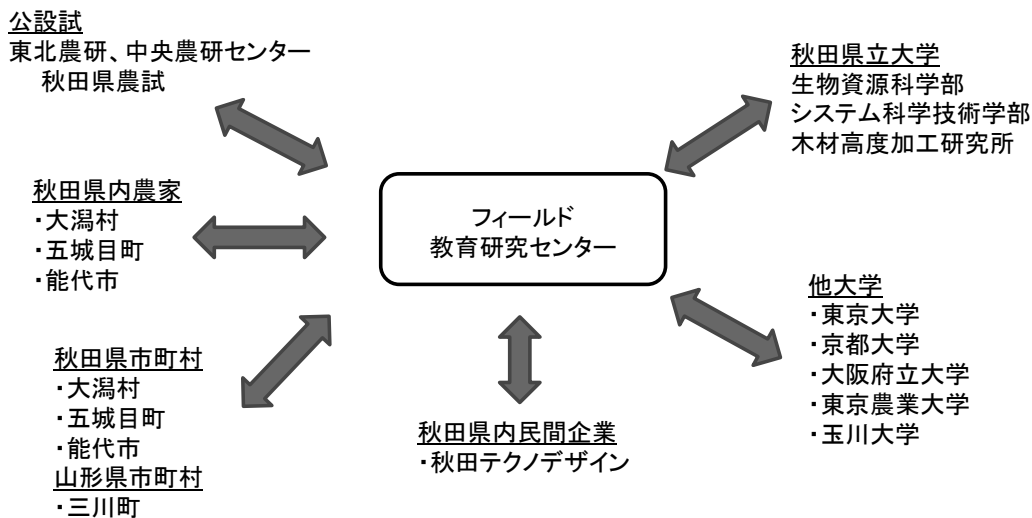 公設試
東北農研、中央農研センター
秋田県農試
秋田県立大学
生物資源科学部
システム科学技術学部
木材高度加工研究所
秋田県内農家
・大潟村
・五城目町
・能代市
フィールド
教育研究センター
他大学
・東京大学
・京都大学
・大阪府立大学
・東京農業大学
・玉川大学
秋田県市町村
・大潟村
・五城目町
・能代市
山形県市町村
・三川町
秋田県内民間企業
・秋田テクノデザイン